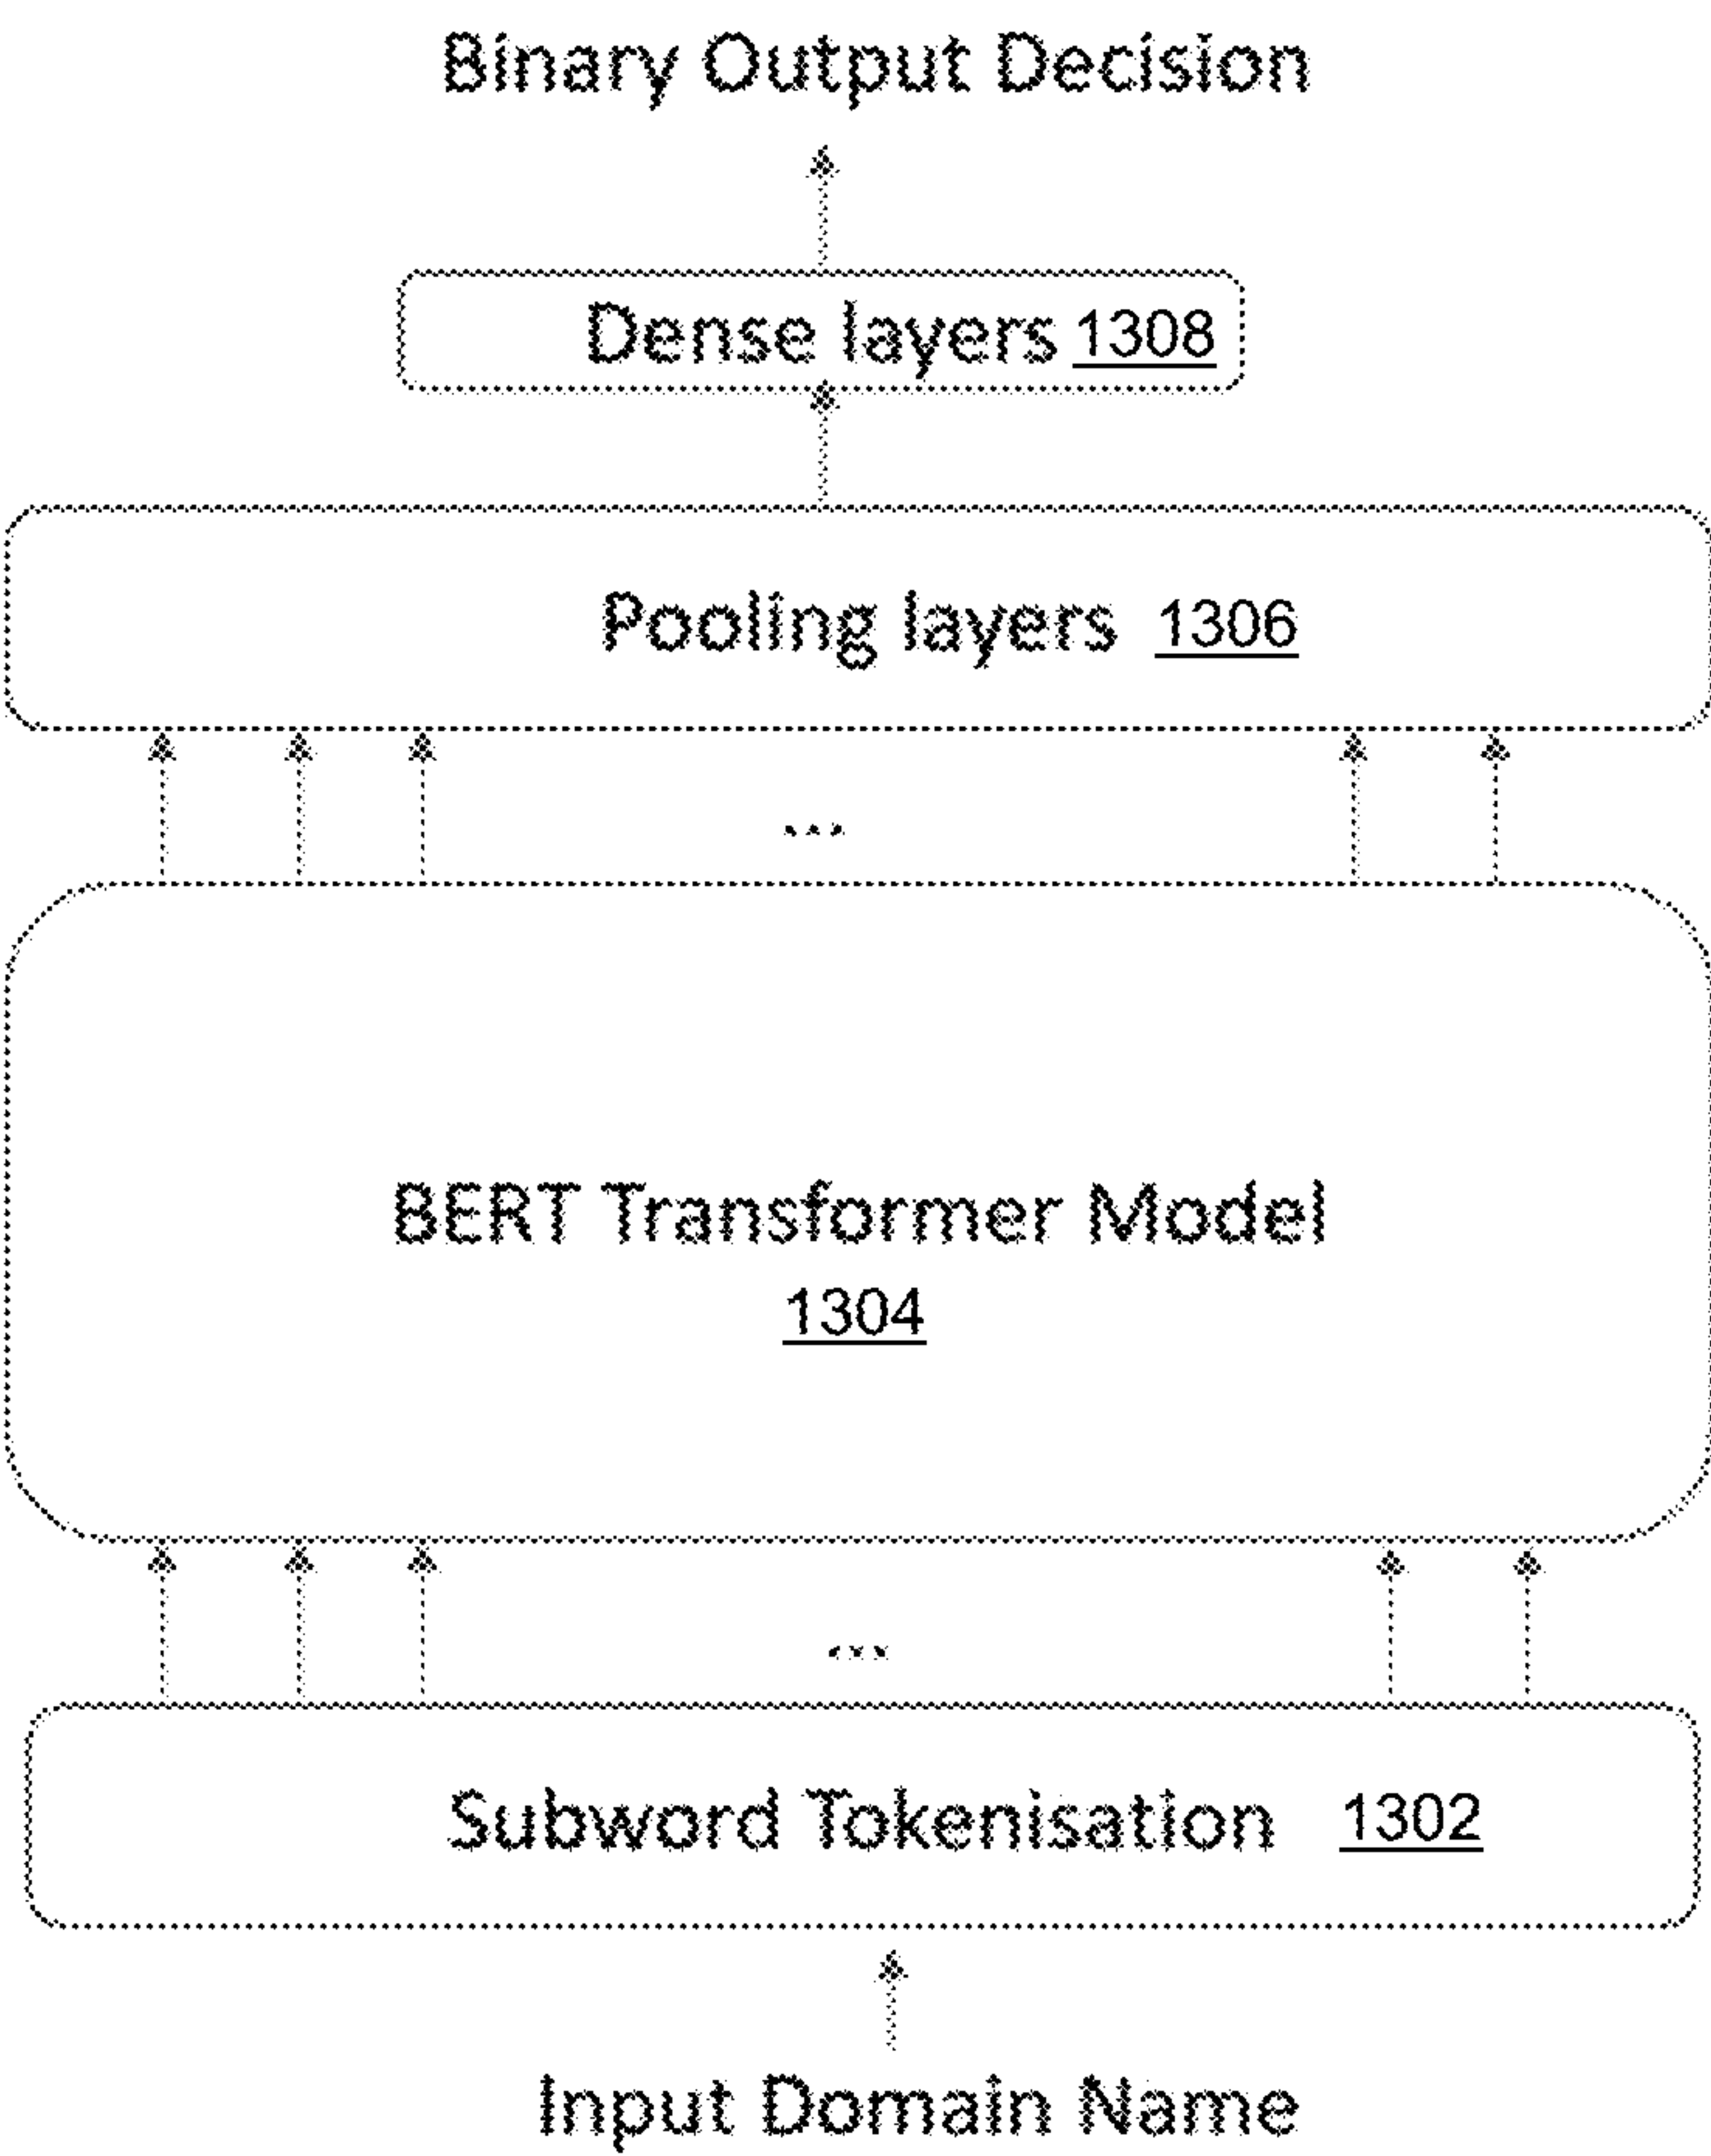 Binary Output Decision
Dense layers 1308
Pooling layers 1306
...
BERT Transformer Model
1304
...
Subword Tokenisation 1302
Input Domain Name